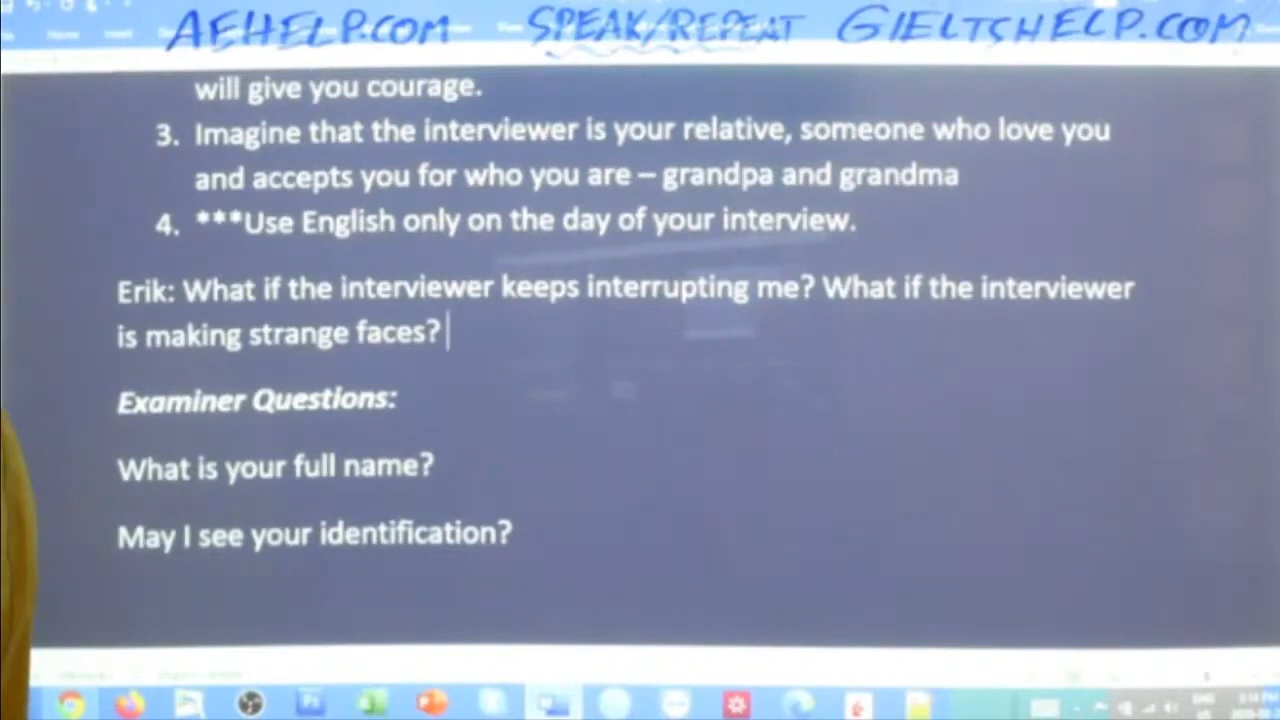 AEHELP.COM SPEAK/REPEAT GIELTSHELP.COM
will give you courage.
3. Imagine that the interviewer is your relative, someone who love you
and accepts you for who you are – grandpa and grandma
4. ***Use English only on the day of your interview.
Erik: What if the interviewer keeps interrupting me? What if the interviewer
is making strange faces?
Examiner Questions:
What is your full name?
May I see your identification?